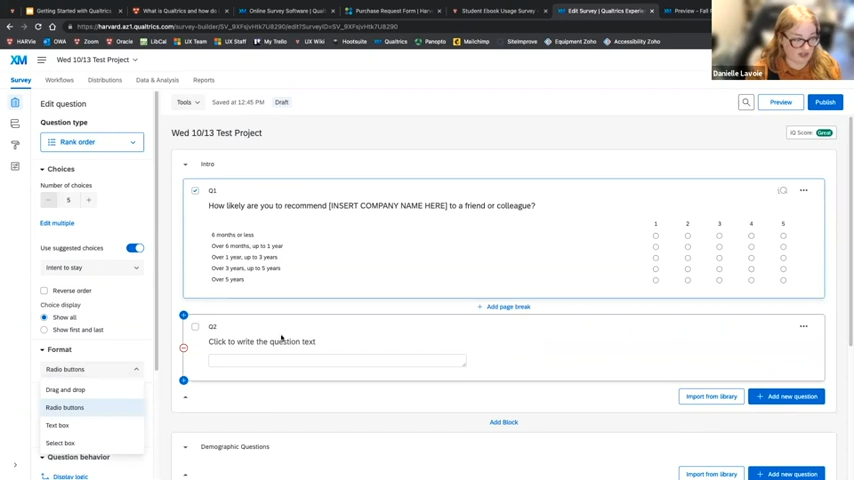 Getting Started with Qualtrics
What is Qualtrics and how do
Online Survey Software | Qualt
Purchase Request Form | Har
Student Ebook Usage Survey
Edit Survey | Qualtrics Experie
Preview - Fall
harvard.az1.qualtrics.com/survey-builder/
HARVie
OWA
Zoom
Oracle
LibCal
UX Team
UX Staff
My Trello
UX Wiki
Hootsuite
Qualtrics
Panopto
Mailchimp
SiteImprove
Equipment Zoho
Accessibility Zoho
Danielle Lavoie
XM
Wed 10/13 Test Project
Survey
Workflows
Distributions
Data & Analysis
Reports
Edit question
Question type
Rank order
Choices
Number of choices
5
Edit multiple
Use suggested choices
Intent to stay
Reverse order
Choice display
Show all
Show first and last
Format
Radio buttons
Drag and drop
Radio buttons
Text box
Select box
Question behavior
Display logic
Tools
Saved at 12:45 PM
Draft
Preview
Publish
Wed 10/13 Test Project
IQ Score: Great
Intro
Q1
How likely are you to recommend [INSERT COMPANY NAME HERE] to a friend or colleague?
1 2 3 4 5
6 months or less
Over 6 months, up to 1 year
Over 1 year, up to 3 years
Over 3 years, up to 5 years
Over 5 years
Add page break
Q2
Click to write the question text
Import from library
Add new question
Add Block
Demographic Questions
Import from library
Add new question